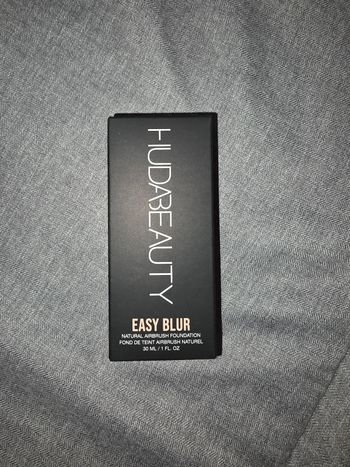 HUDABEAUTY
EASY BLUR
NATURAL AIRBRUSH FOUNDATION
FOND DE TEINT AIRBRUSH NATUREL
30 ML / 1 FL. OZ